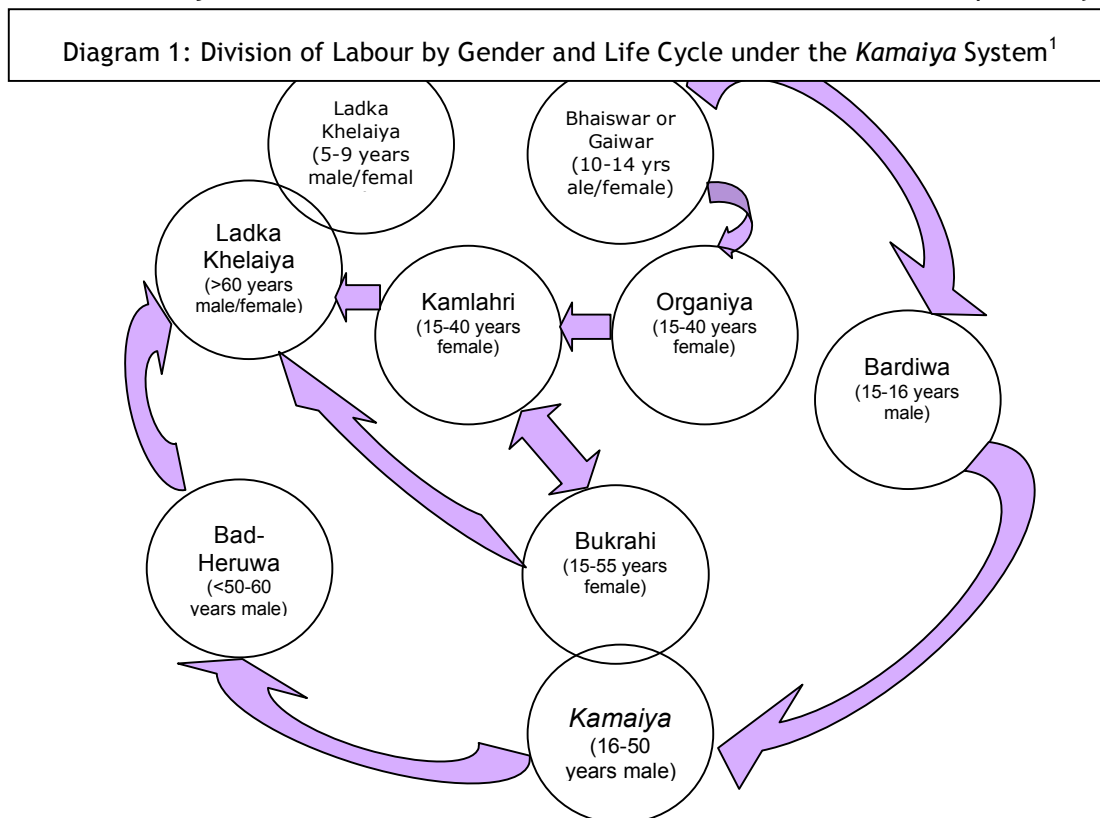 Diagram 1: Division of Labour by Gender and Life Cycle under the Kamaiya System1
Ladka
Khelaiya
(5-9 years
male/femal
Bhaiswar or
Gaiwar
(10-14 yrs
ale/female)
Ladka
Khelaiya
(>60 years
male/female)
Kamlahri
(15-40 years
female)
Organiya
(15-40 years
female)
Bardiwa
(15-16 years
male)
Bad-
Heruwa
(<50-60
years male)
Bukrahi
(15-55 years
female)
Kamaiya
(16-50
years male)